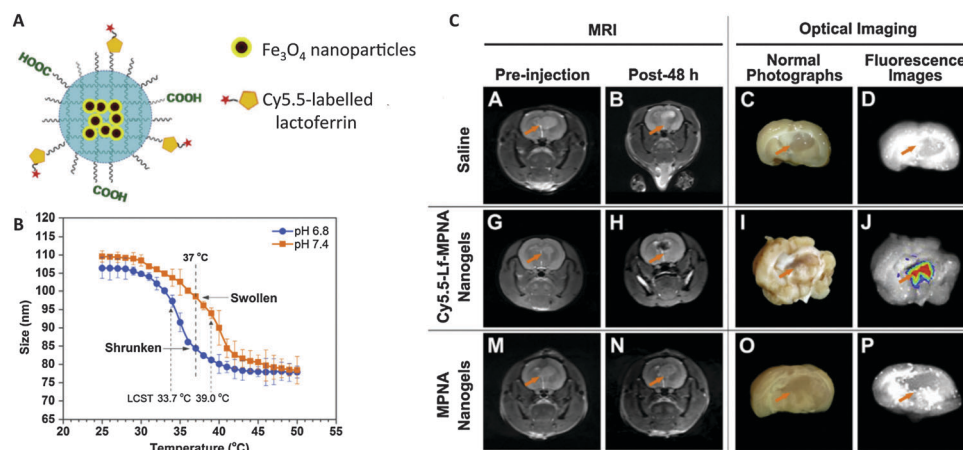 A
HOOC
COOH
COOH
Fe3O4 nanoparticles
Cy5.5-labelled
lactoferrin
B
120
115
110
105
100
95
90
85
80
75
70
65
Size (nm)
pH 6.8
pH 7.4
37 °C
Swollen
Shrunken
LCST 33.7 °C 39.0 °C
20 25 30 35 40 45 50 55
Temperature (°C)
C
MRI
Optical Imaging
Pre-injection
Post-48 h
Normal
Photographs
Fluorescence
Images
Saline
A
B
C
D
Cy5.5-Lf-MPNA
Nanogels
G
H
I
J
MPNA
Nanogels
M
N
O
P